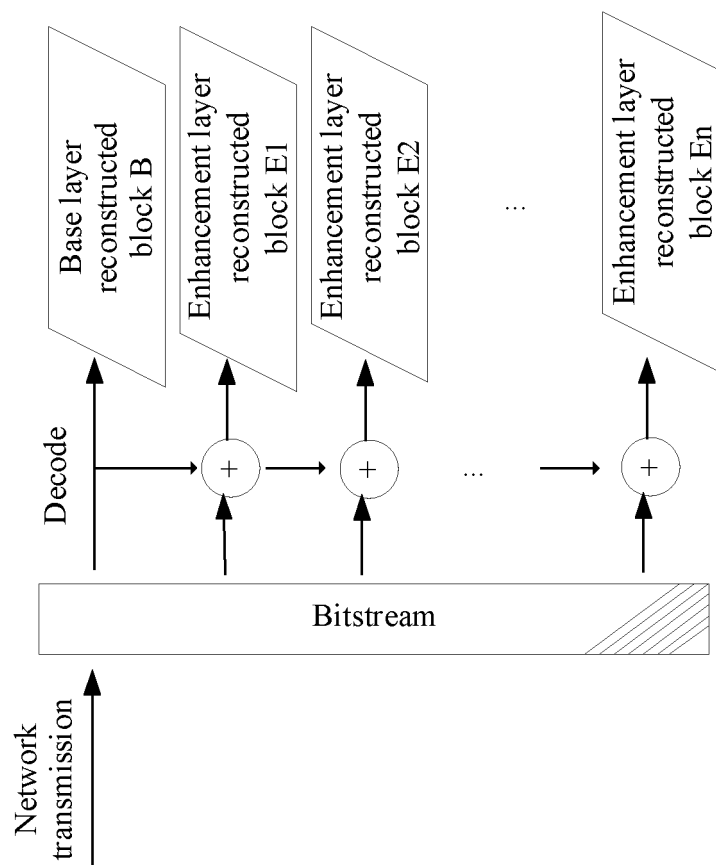 Base layer
reconstructed
block B
Enhancement layer
reconstructed
block E1
Enhancement layer
reconstructed
block E2
...
Enhancement layer
reconstructed
block En
Decode
+
+
...
+
Bitstream
Network
transmission